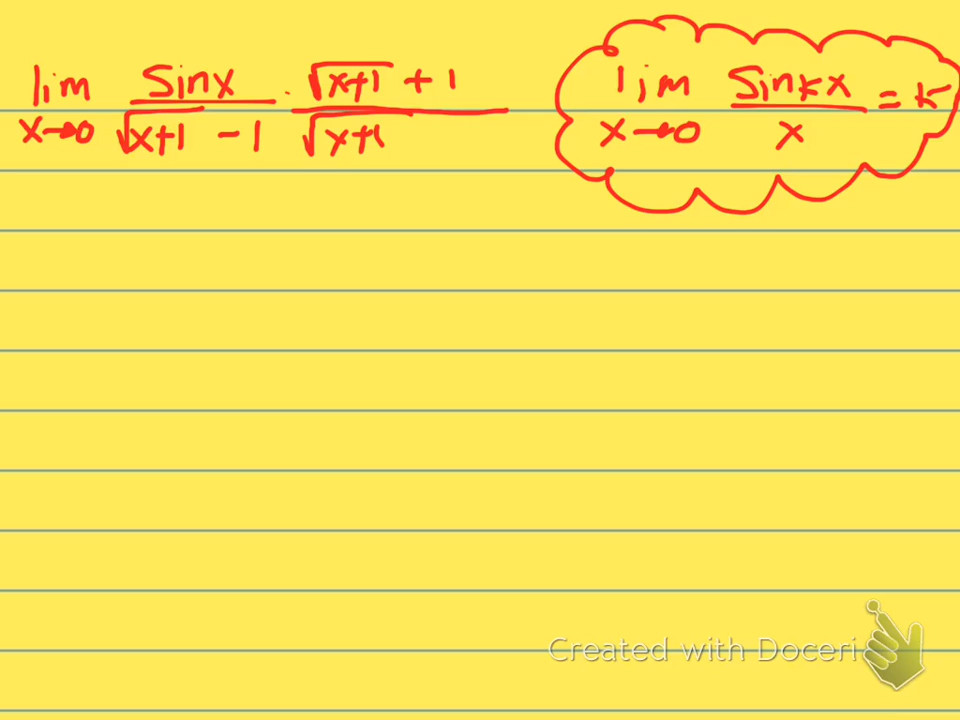 lim sinx / √(x+1) - 1 · √(x+1) + 1 / √(x+1
x→0
lim sinkx / x = k
x→0
Created with Doceri